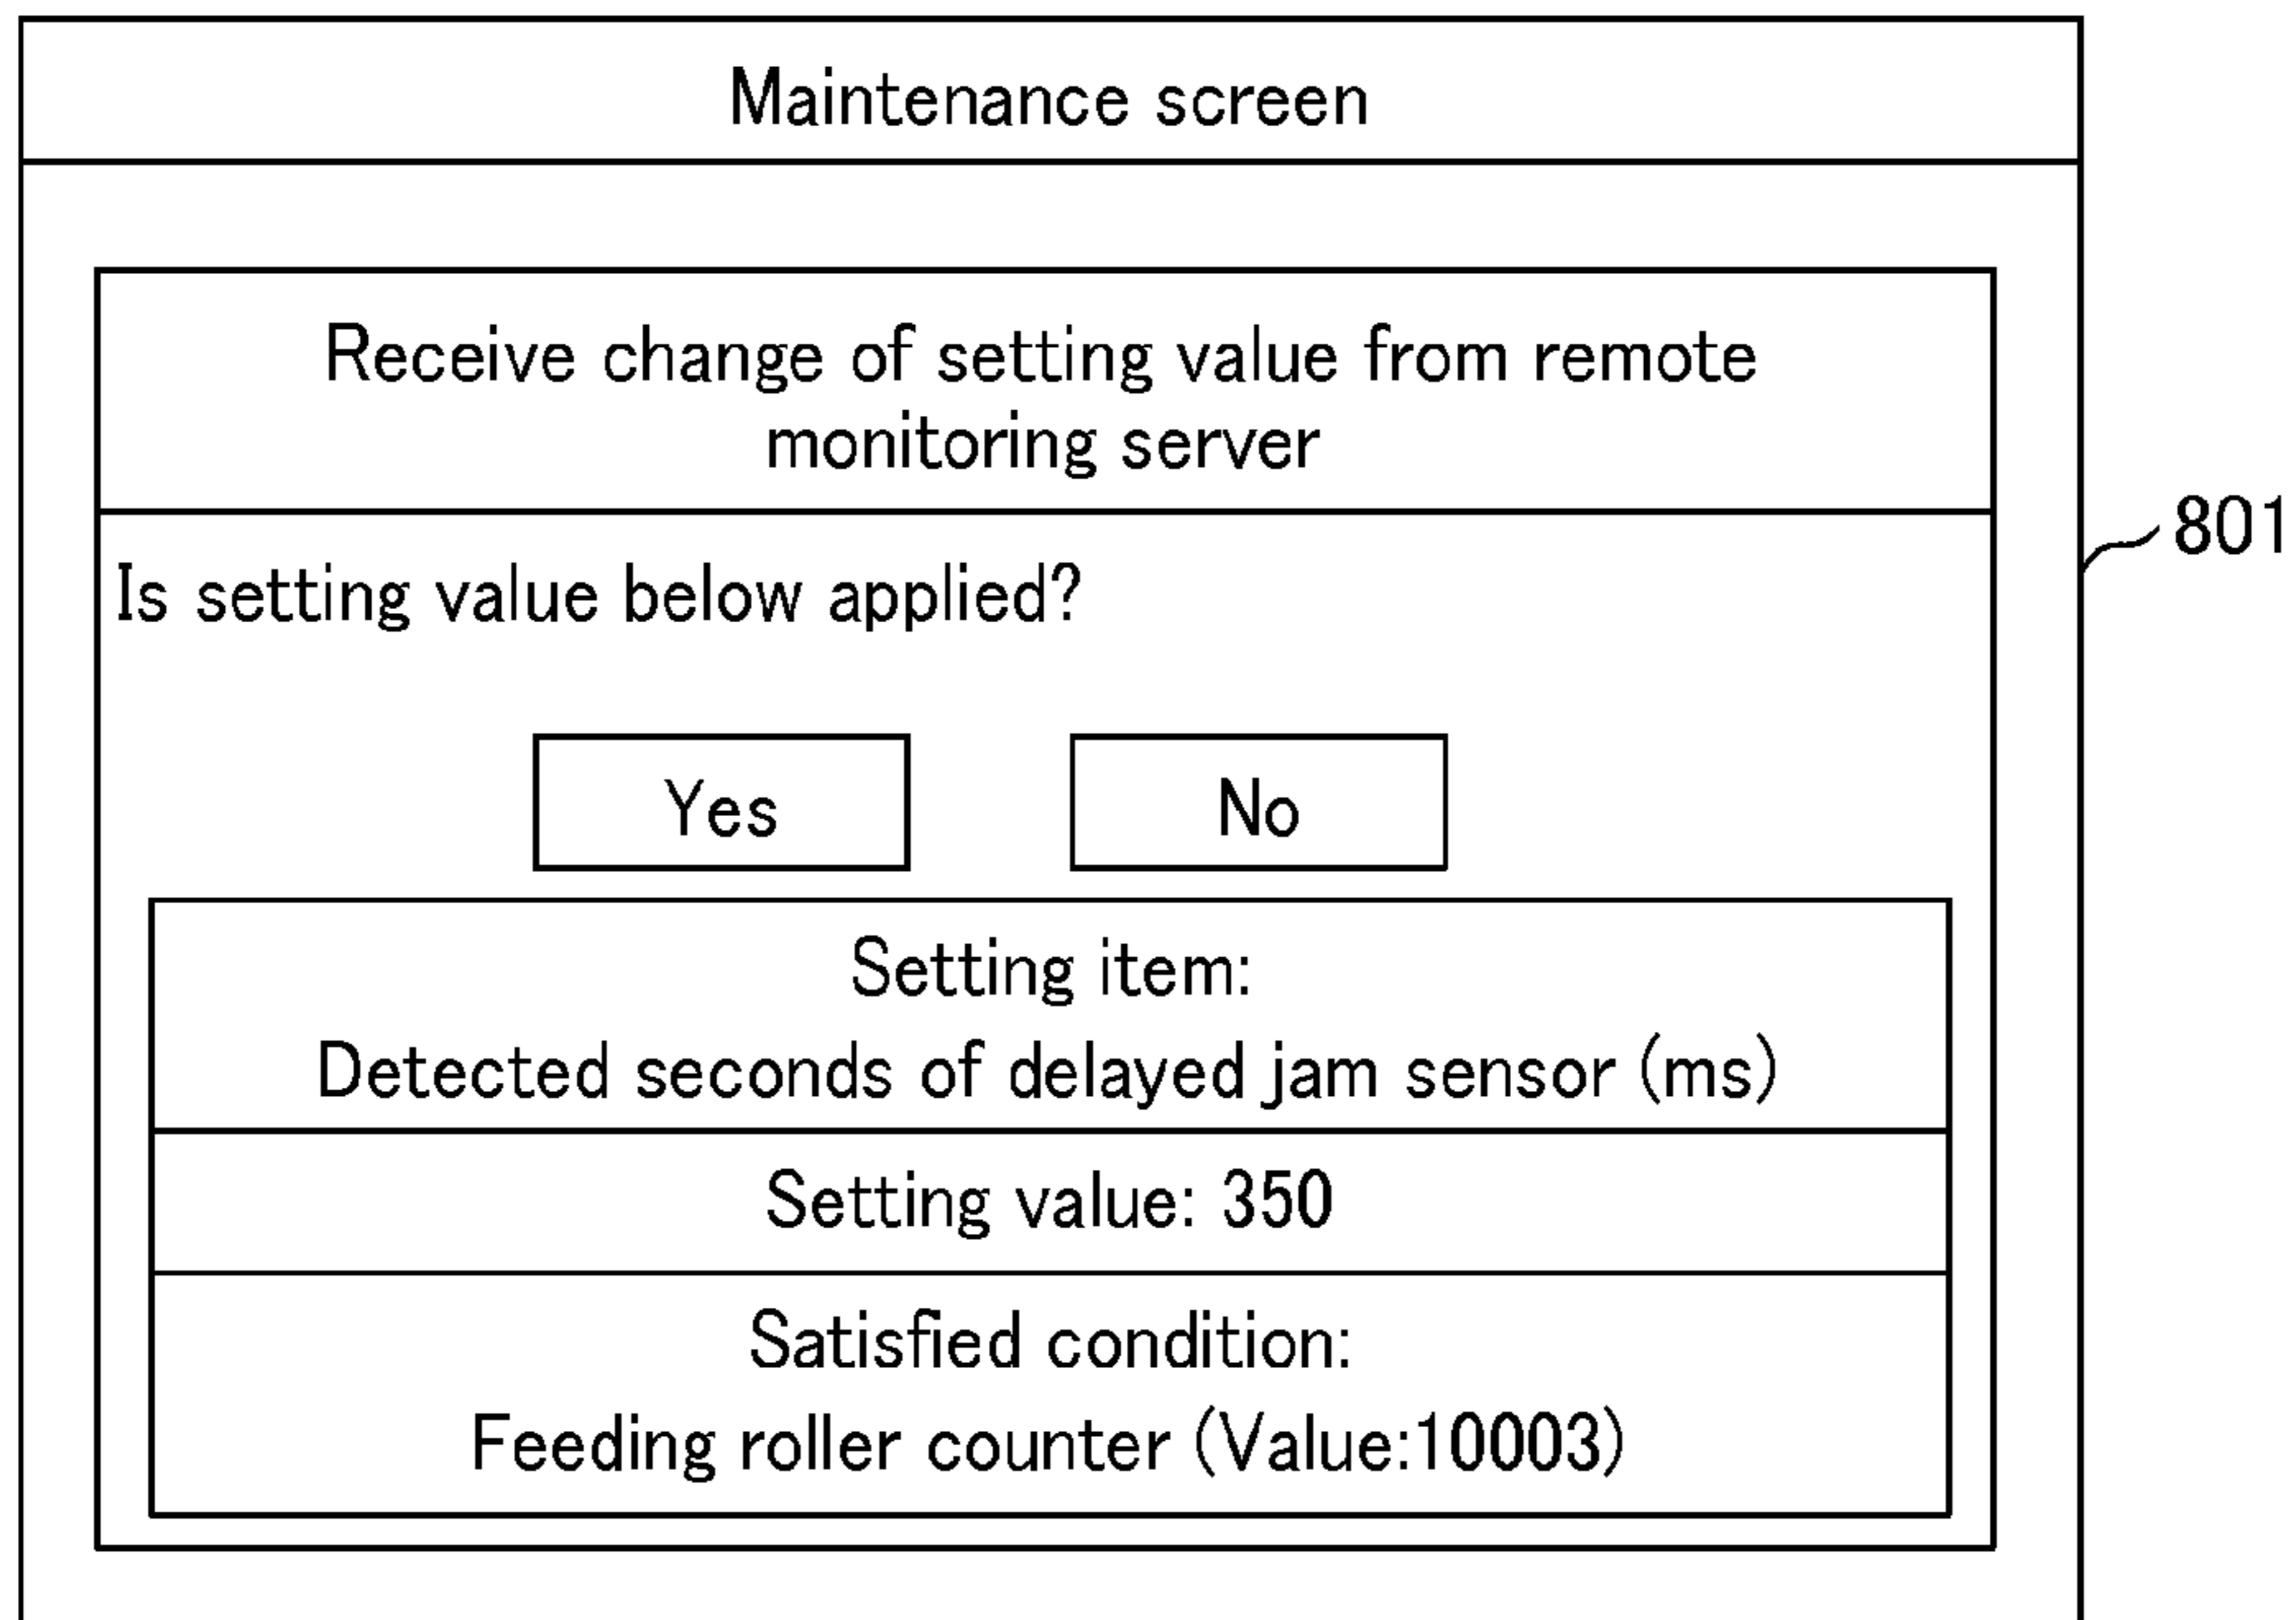 Maintenance screen
Receive change of setting value from remote
monitoring server
801
Is setting value below applied?
Yes
No
Setting item:
Detected seconds of delayed jam sensor (ms)
Setting value: 350
Satisfied condition:
Feeding roller counter (Value:10003)